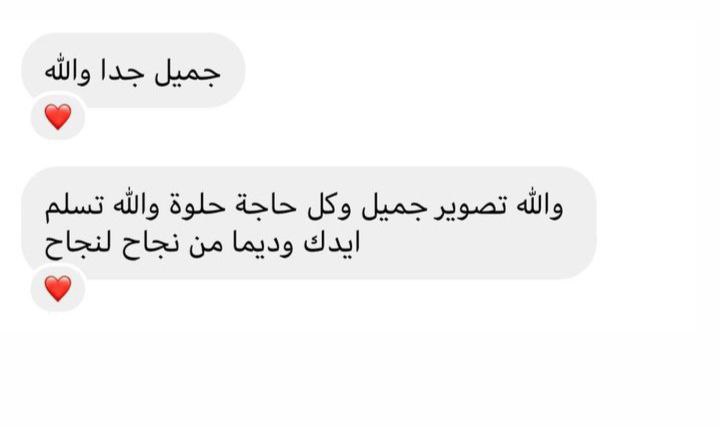 جميل جدا والله
❤️
والله تصوير جميل وكل حاجة حلوة والله تسلم
ايدك وديما من نجاح لنجاح
❤️